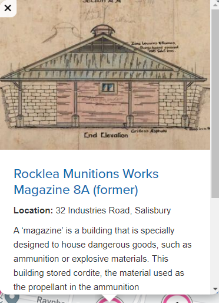 Section A A
×
End Elevation
Rocklea Munitions Works
Magazine 8A (former)
Location: 32 Industries Road, Salisbury
A 'magazine' is a building that is specially
designed to house dangerous goods, such as
ammunition or explosive materials. This
building stored cordite, the material used as
the propellant in the ammunition